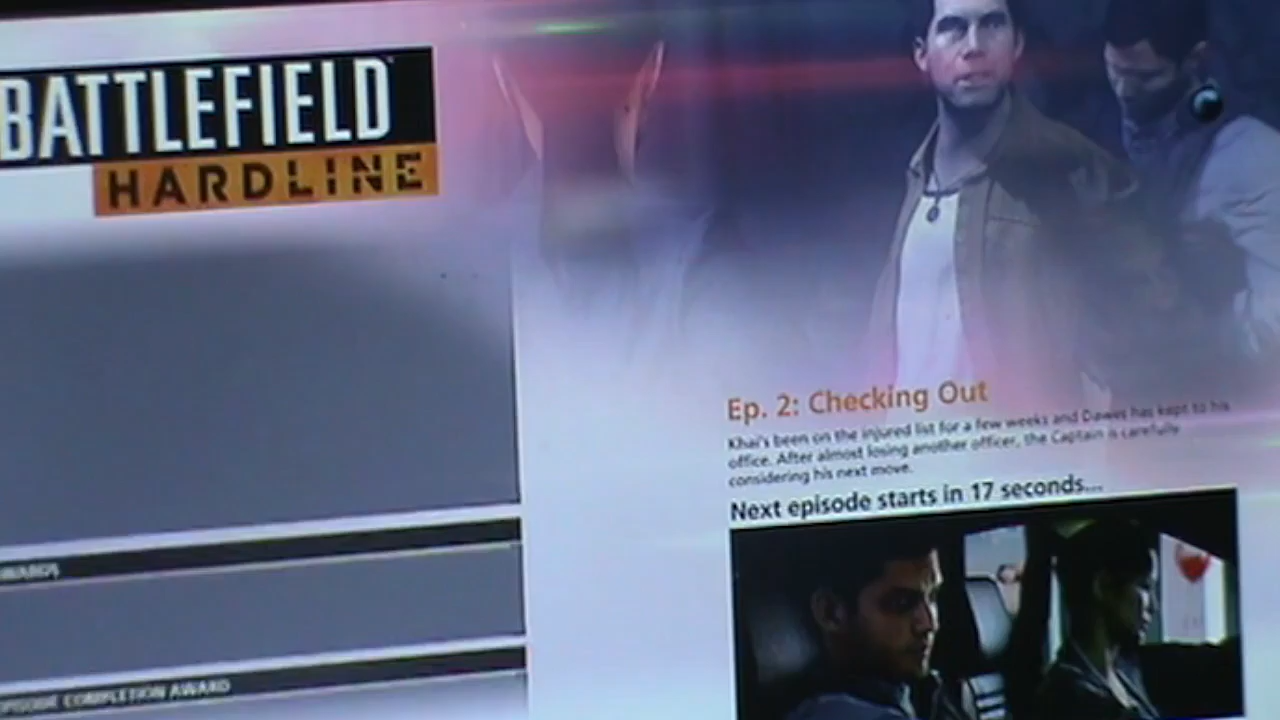 BATTLEFIELD
HARDLINE
Ep. 2: Checking Out
Khai's been on the injured list for a few weeks and Dawes has kept to his
office. After almost losing another officer, the Captain is carefully
considering his next move.
Next episode starts in 17 seconds...
AWARDS
EPISODE COMPLETION AWARD